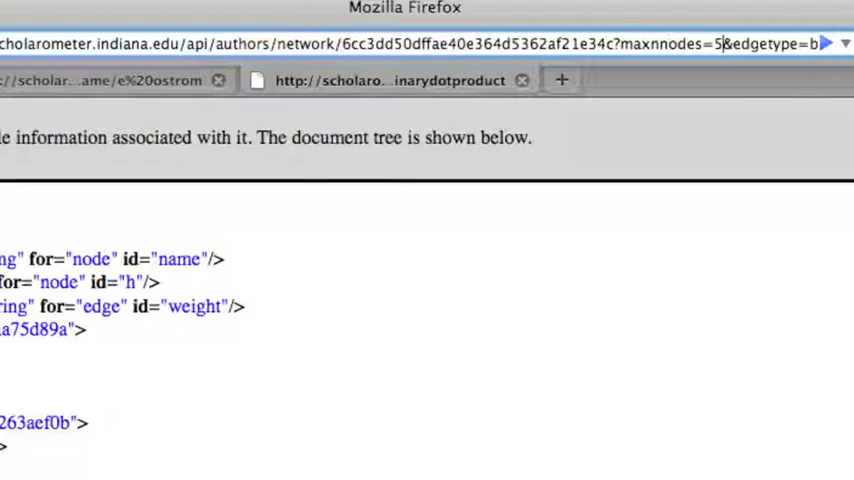 Mozilla Firefox
cholarometer.indiana.edu/api/authors/network/6cc3dd50dffae40e364d5362af21e34c?maxnnodes=5&edgetype=b
://scholar...ame/e%20ostrom http://scholaro...inarydotproduct +
le information associated with it. The document tree is shown below.
ng" for="node" id="name"/>
for="node" id="h"/>
ring" for="edge" id="weight"/>
a75d89a">
263aef0b">
>